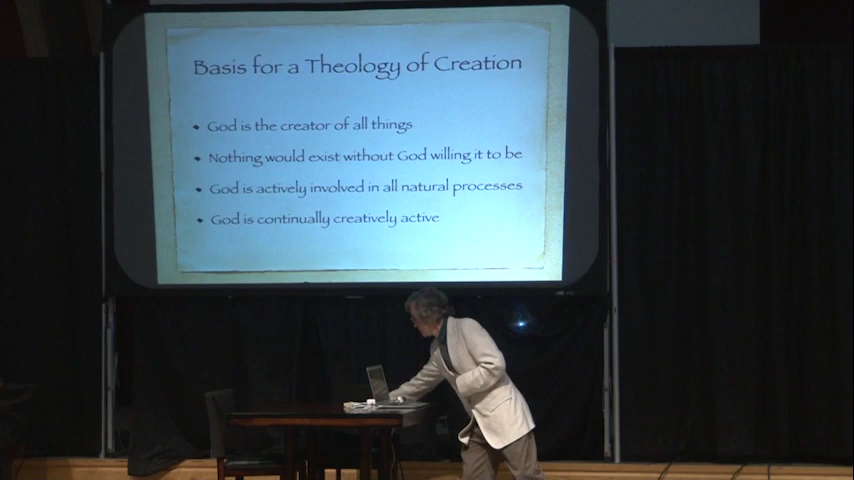 Basis for a Theology of Creation
• God is the creator of all things
• Nothing would exist without God willing it to be
• God is actively involved in all natural processes
• God is continually creatively active